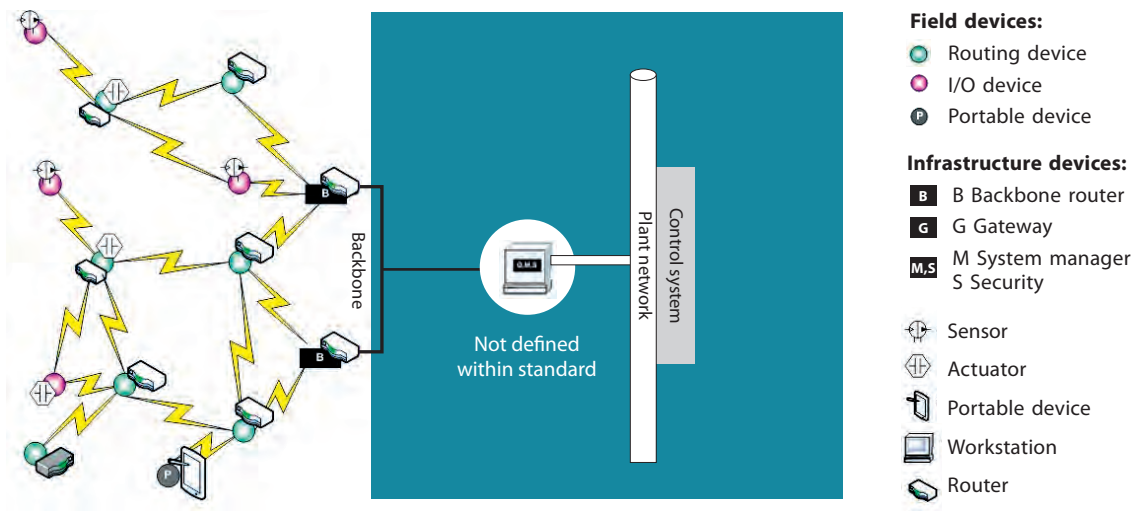 B
Backbone
B
P
G,M,S
Not defined
within standard
Plant network
Control system
Field devices:
Routing device
I/O device
P Portable device
Infrastructure devices:
B B Backbone router
G G Gateway
M,S M System manager
S Security
Sensor
Actuator
Portable device
Workstation
Router